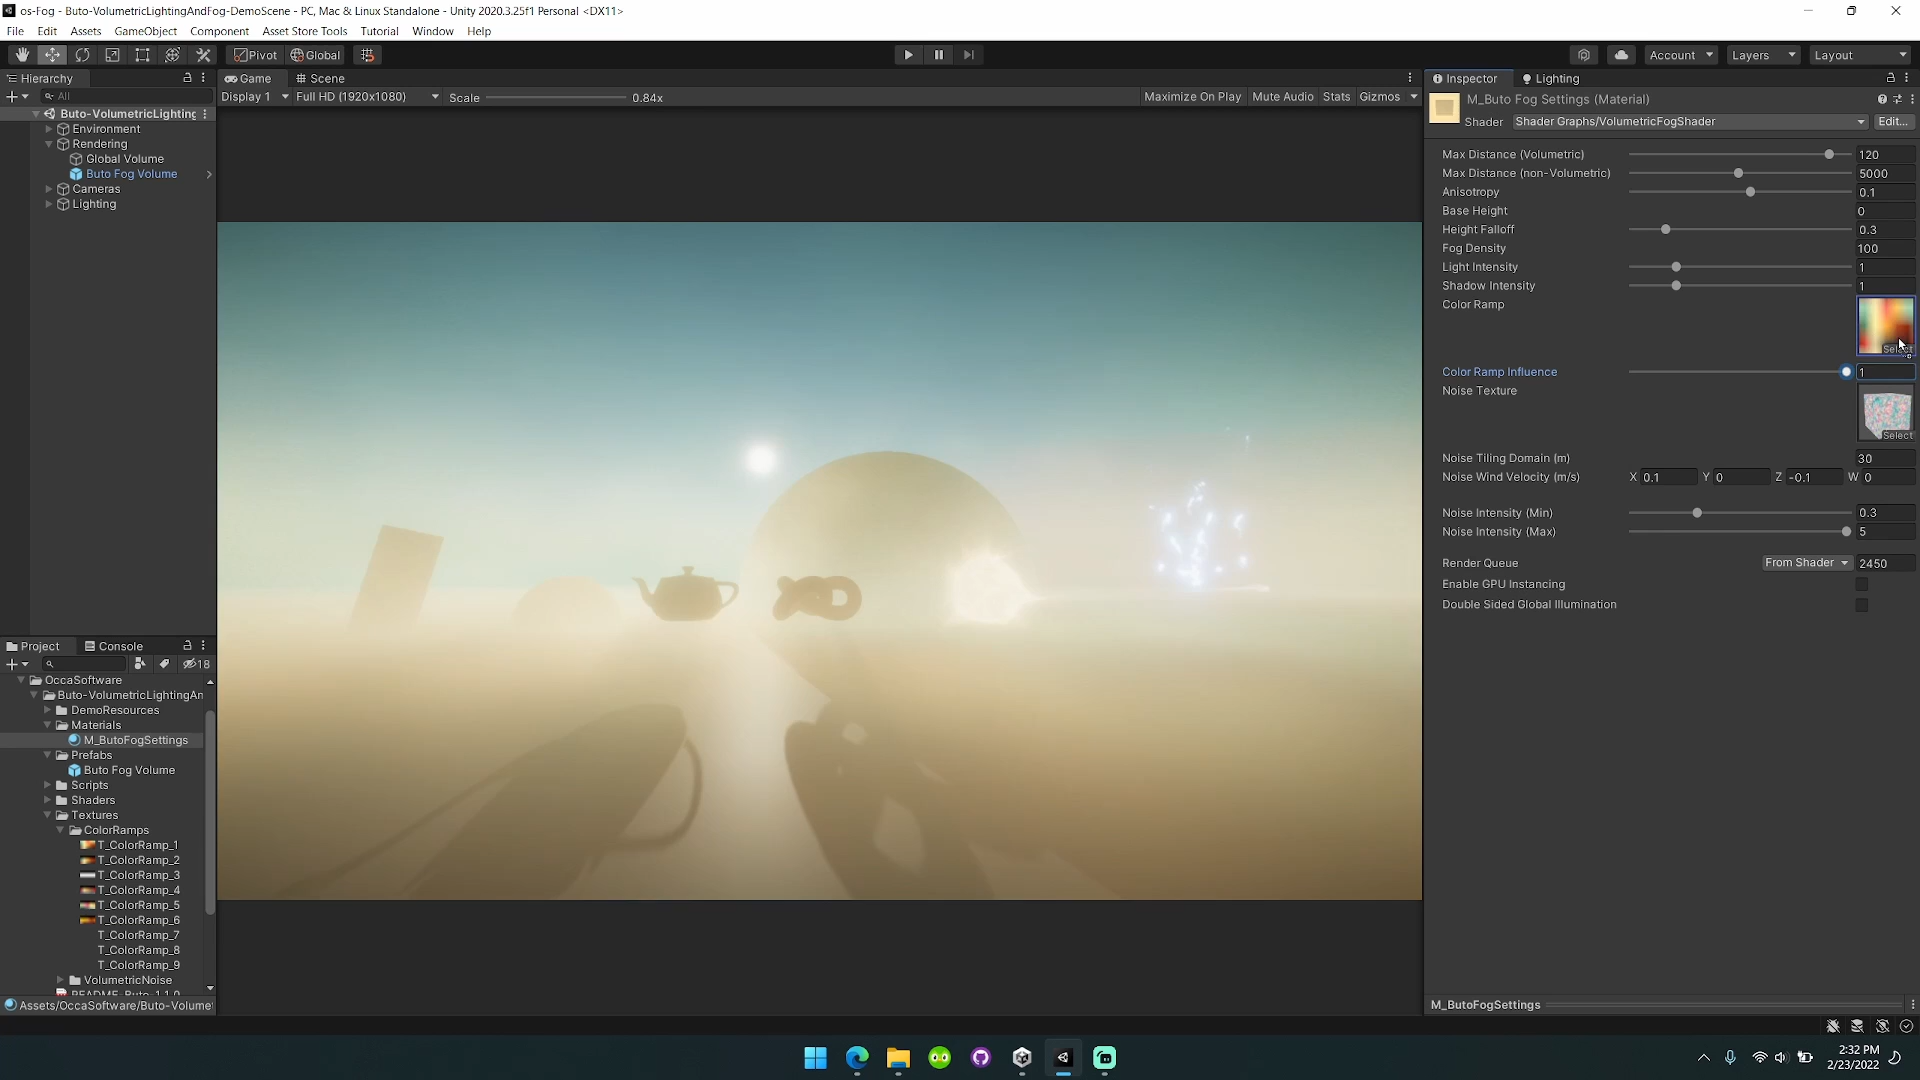 os-Fog - Buto-VolumetricLightingAndFog-DemoScene - PC, Mac & Linux Standalone - Unity 2020.3.25f1 Personal <DX11>
File Edit Assets GameObject Component Asset Store Tools Tutorial Window Help
Pivot Global Account Layers Layout
Hierarchy
All
Buto-VolumetricLighting
Environment
Rendering
Global Volume
Buto Fog Volume
Cameras
Lighting
Game Scene
Display 1 Full HD (1920x1080) Scale 0.84x Maximize On Play Mute Audio Stats Gizmos
Inspector Lighting
M_Buto Fog Settings (Material)
Shader Shader Graphs/VolumetricFogShader Edit...
Max Distance (Volumetric) 120
Max Distance (non-Volumetric) 5000
Anisotropy 0.1
Base Height 0
Height Falloff 0.3
Fog Density 100
Light Intensity 1
Shadow Intensity 1
Color Ramp
Select
Color Ramp Influence 1
Noise Texture
Select
Noise Tiling Domain (m) 30
Noise Wind Velocity (m/s) X 0.1 Y 0 Z -0.1 W 0
Noise Intensity (Min) 0.3
Noise Intensity (Max) 5
Render Queue From Shader 2450
Enable GPU Instancing
Double Sided Global Illumination
M_ButoFogSettings
Project Console
18
OccaSoftware
Buto-VolumetricLightingAn
DemoResources
Materials
M_ButoFogSettings
Prefabs
Buto Fog Volume
Scripts
Shaders
Textures
ColorRamps
T_ColorRamp_1
T_ColorRamp_2
T_ColorRamp_3
T_ColorRamp_4
T_ColorRamp_5
T_ColorRamp_6
T_ColorRamp_7
T_ColorRamp_8
T_ColorRamp_9
VolumetricNoise
README-Buto-1.1.0
Assets/OccaSoftware/Buto-Volume
2:32 PM
2/23/2022